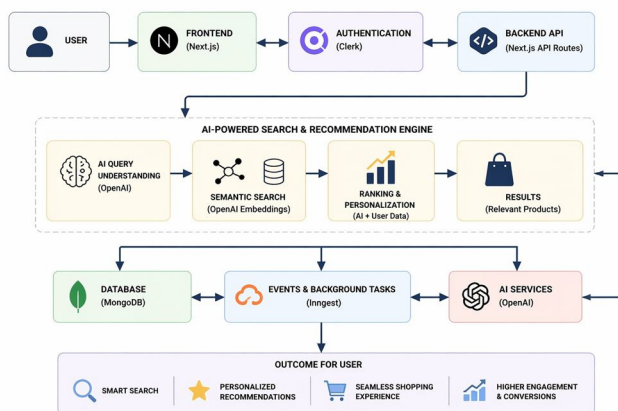 USER
FRONTEND
(Next.js)
AUTHENTICATION
(Clerk)
BACKEND API
(Next.js API Routes)
AI-POWERED SEARCH & RECOMMENDATION ENGINE
AI QUERY
UNDERSTANDING
(OpenAI)
SEMANTIC SEARCH
(OpenAI Embeddings)
RANKING &
PERSONALIZATION
(AI + User Data)
RESULTS
(Relevant Products)
DATABASE
(MongoDB)
EVENTS & BACKGROUND TASKS
(Inngest)
AI SERVICES
(OpenAI)
OUTCOME FOR USER
SMART SEARCH
PERSONALIZED
RECOMMENDATIONS
SEAMLESS SHOPPING
EXPERIENCE
HIGHER ENGAGEMENT
& CONVERSIONS